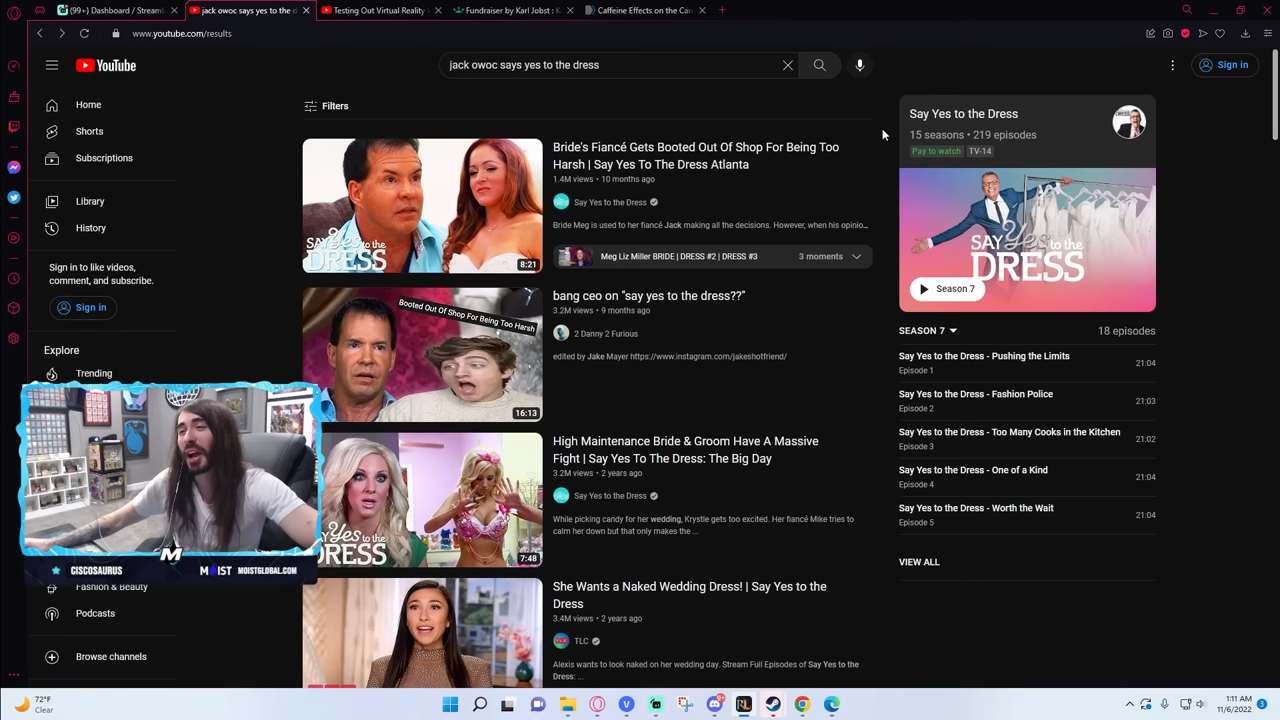 (99+) Dashboard / Streaml
jack owoc says yes to the d
Testing Out Virtual Reality
Fundraiser by Karl Jobst : K
Caffeine Effects on the Car
www.youtube.com/results
YouTube
jack owoc says yes to the dress
Sign in
Home
Shorts
Subscriptions
Library
History
Sign in to like videos,
comment, and subscribe.
Sign in
Explore
Trending
Fashion & Beauty
Podcasts
Browse channels
Filters
SAY Yes to the DRESS
8:21
Bride's Fiancé Gets Booted Out Of Shop For Being Too
Harsh | Say Yes To The Dress Atlanta
1.4M views • 10 months ago
Say Yes to the Dress
Bride Meg is used to her fiancé Jack making all the decisions. However, when his opinio...
Meg Liz Miller BRIDE | DRESS #2 | DRESS #3
3 moments
Booted Out Of Shop For Being Too Harsh
16:13
bang ceo on "say yes to the dress??"
3.2M views • 9 months ago
2 Danny 2 Furious
edited by Jake Mayer https://www.instagram.com/jakeshotfriend/
Yes to the
DRESS
7:48
High Maintenance Bride & Groom Have A Massive
Fight | Say Yes To The Dress: The Big Day
3.2M views • 2 years ago
Say Yes to the Dress
While picking candy for her wedding, Krystle gets too excited. Her fiancé Mike tries to
calm her down but that only makes the ...
She Wants a Naked Wedding Dress! | Say Yes to the
Dress
3.4M views • 2 years ago
TLC
Alexis wants to look naked on her wedding day. Stream Full Episodes of Say Yes to the
Dress: ...
Say Yes to the Dress
15 seasons • 219 episodes
Pay to watch
TV-14
SAY Yes to the
DRESS
Season 7
SEASON 7
18 episodes
Say Yes to the Dress - Pushing the Limits
Episode 1
21:04
Say Yes to the Dress - Fashion Police
Episode 2
21:03
Say Yes to the Dress - Too Many Cooks in the Kitchen
Episode 3
21:02
Say Yes to the Dress - One of a Kind
Episode 4
21:04
Say Yes to the Dress - Worth the Wait
Episode 5
21:04
VIEW ALL
M
CISCOSAURUS
MOIST
MOISTGLOBAL.COM
72°F
Clear
9+
1:11 AM
11/6/2022
3